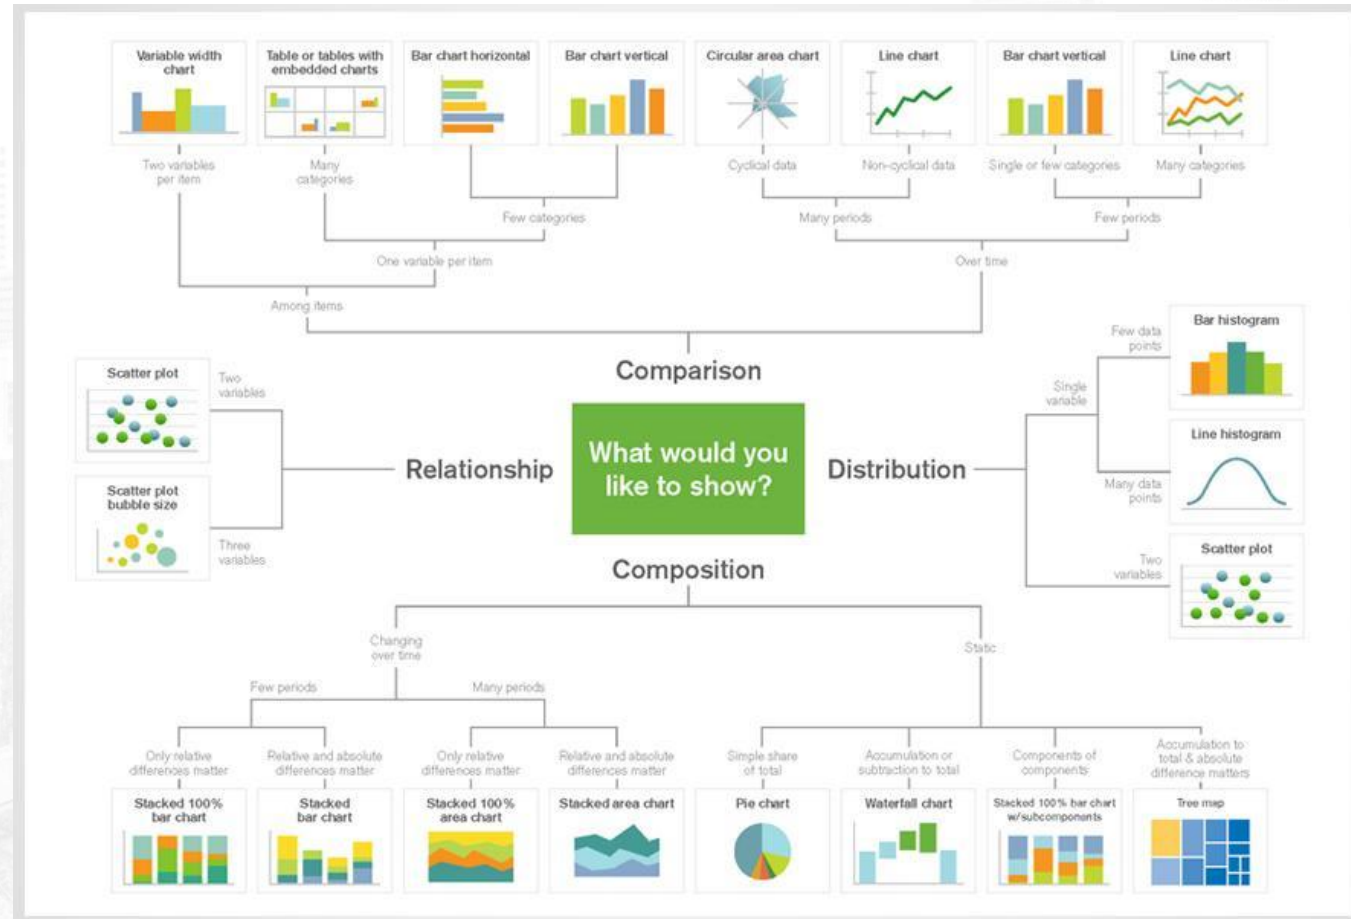 Variable width
chart
Table or tables with
embedded charts
Bar chart horizontal
Bar chart vertical
Circular area chart
Line chart
Bar chart vertical
Line chart
Two variables
per item
Many
categories
Cyclical data
Non-cyclical data
Single or few categories
Many categories
Few categories
Many periods
Few periods
One variable per item
Over time
Among items
Comparison
Scatter plot
Two
variables
Scatter plot
bubble size
Three
variables
Relationship
What would you
like to show?
Distribution
Single
variable
Few data
points
Bar histogram
Many data
points
Line histogram
Two
variables
Scatter plot
Composition
Changing
over time
Static
Few periods
Many periods
Only relative
differences matter
Relative and absolute
differences matter
Only relative
differences matter
Relative and absolute
differences matter
Simple share
of total
Accumulation or
subtraction to total
Components of
components
Accumulation to
total & absolute
difference matters
Stacked 100%
bar chart
Stacked
bar chart
Stacked 100%
area chart
Stacked area chart
Pie chart
Waterfall chart
Stacked 100% bar chart
w/subcomponents
Tree map